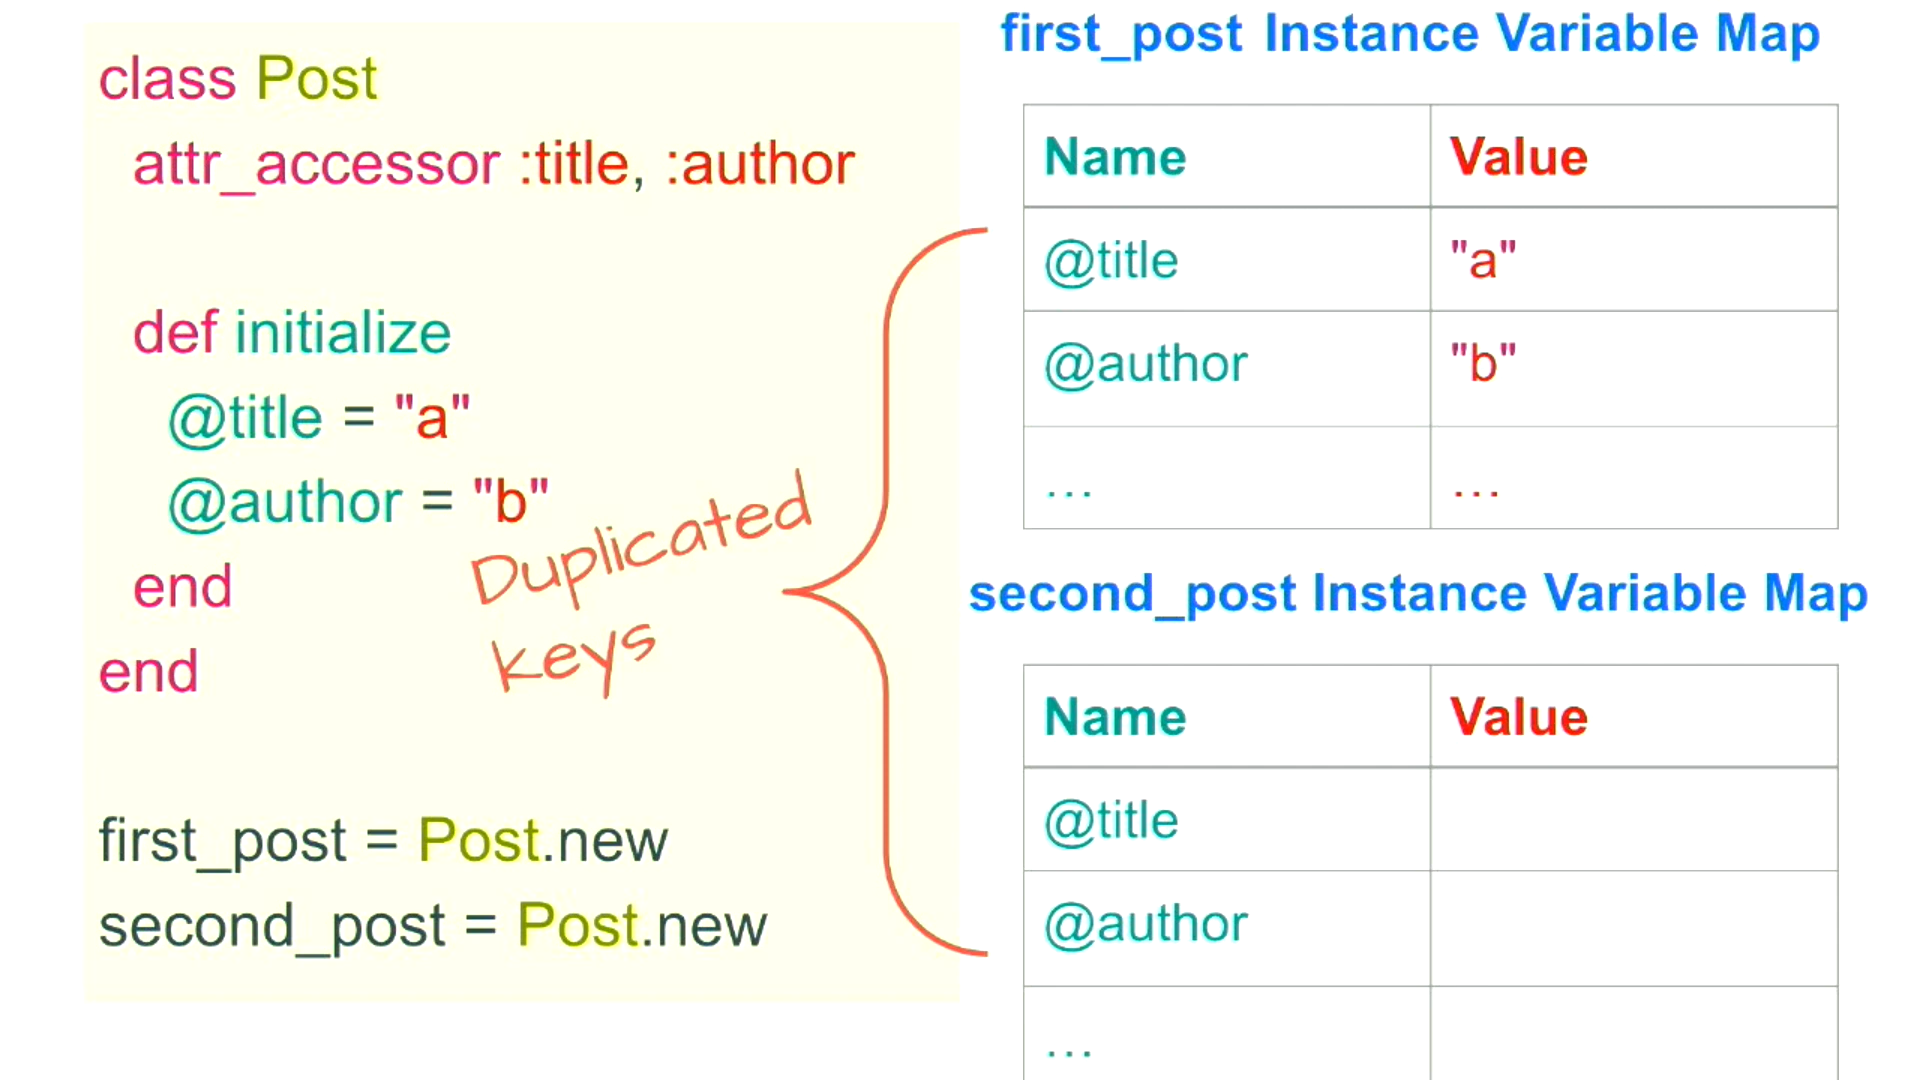 class Post
attr_accessor :title, :author
def initialize
@title = "a"
@author = "b"
end
end
first_post = Post.new
second_post = Post.new
Duplicated
keys
first_post Instance Variable Map
Name Value
@title "a"
@author "b"
... ...
second_post Instance Variable Map
Name Value
@title
@author
...